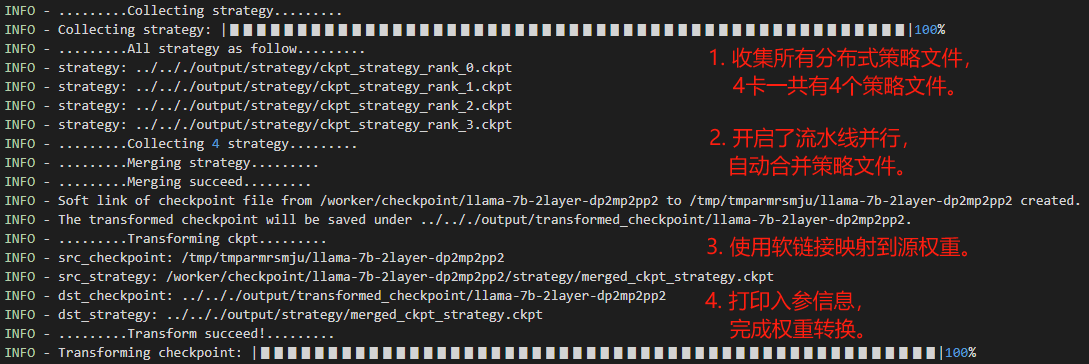 INFO - .........Collecting strategy.........
INFO - Collecting strategy: |██████████████████████████████████████████████████|100%
INFO - .........All strategy as follow.........
1. 收集所有分布式策略文件，
INFO - strategy: ../.././output/strategy/ckpt_strategy_rank_0.ckpt
4卡一共有4个策略文件。
INFO - strategy: ../.././output/strategy/ckpt_strategy_rank_1.ckpt
INFO - strategy: ../.././output/strategy/ckpt_strategy_rank_2.ckpt
INFO - strategy: ../.././output/strategy/ckpt_strategy_rank_3.ckpt
INFO - .........Collecting 4 strategy.........
2. 开启了流水线并行，
INFO - .........Merging strategy.........
自动合并策略文件。
INFO - .........Merging succeed.........
INFO - Soft link of checkpoint file from /worker/checkpoint/llama-7b-2layer-dp2mp2pp2 to /tmp/tmparmrsmju/llama-7b-2layer-dp2mp2pp2 created.
INFO - The transformed checkpoint will be saved under ../.././output/transformed_checkpoint/llama-7b-2layer-dp2mp2pp2.
INFO - .........Transforming ckpt.........
3. 使用软链接映射到源权重。
INFO - src_checkpoint: /tmp/tmparmrsmju/llama-7b-2layer-dp2mp2pp2
INFO - src_strategy: /worker/checkpoint/llama-7b-2layer-dp2mp2pp2/strategy/merged_ckpt_strategy.ckpt
INFO - dst_checkpoint: ../.././output/transformed_checkpoint/llama-7b-2layer-dp2mp2pp2
4. 打印入参信息，
INFO - dst_strategy: ../.././output/strategy/merged_ckpt_strategy.ckpt
完成权重转换。
INFO - .........Transform succeed!.........
INFO - Transforming checkpoint: |██████████████████████████████████████████████████|100%